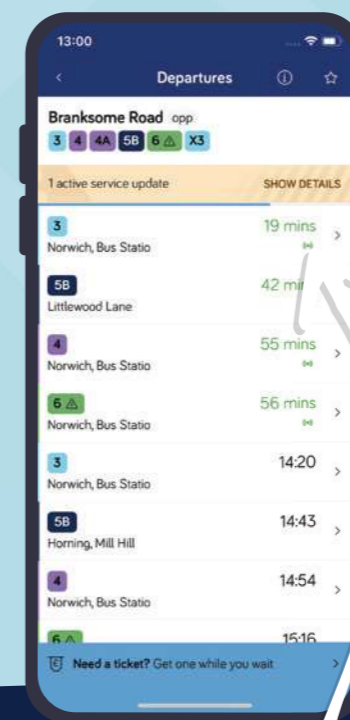 13:00
Departures
Branksome Road opp
3 4 4A 5B 6 X3
1 active service update SHOW DETAILS
3 19 mins
Norwich, Bus Statio
5B 42
Littlewood Lane
4 55 mins
Norwich, Bus Statio
6 56 mins
Norwich, Bus Statio
3 14:20
Norwich, Bus Statio
5B 14:43
Horning, Mill Hill
4 14:54
Norwich, Bus Statio
6 15:16
Need a ticket? Get one while you wait